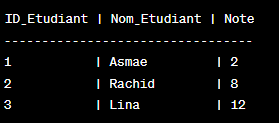 ID_Etudiant | Nom_Etudiant | Note
---------------------------------
1 | Asmae | 2
2 | Rachid | 8
3 | Lina | 12